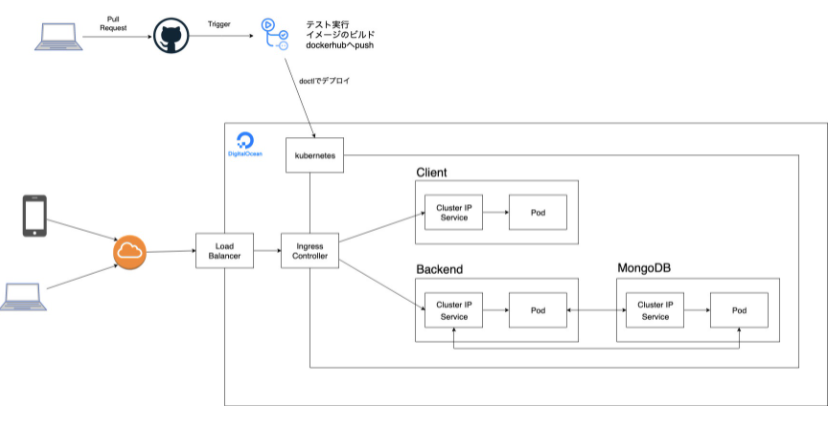 Pull
Request
Trigger
テスト実行
イメージのビルド
dockerhubへpush
doctlでデプロイ
DigitalOcean
kubernetes
Client
Cluster IP
Service
Pod
Load
Balancer
Ingress
Controller
Backend
MongoDB
Cluster IP
Service
Pod
Cluster IP
Service
Pod